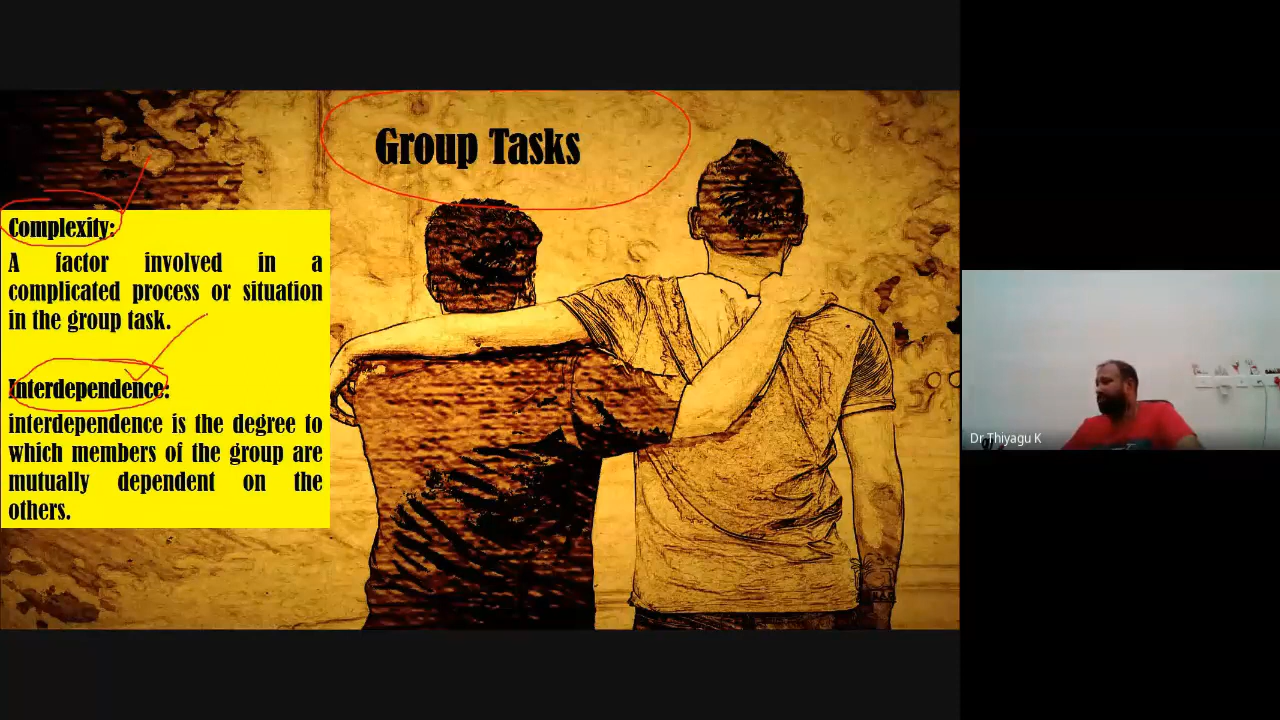 Group Tasks
Complexity:
A factor involved in a
complicated process or situation
in the group task.
Interdependence:
interdependence is the degree to
which members of the group are
mutually dependent on the
others.
Dr Thiyagu K